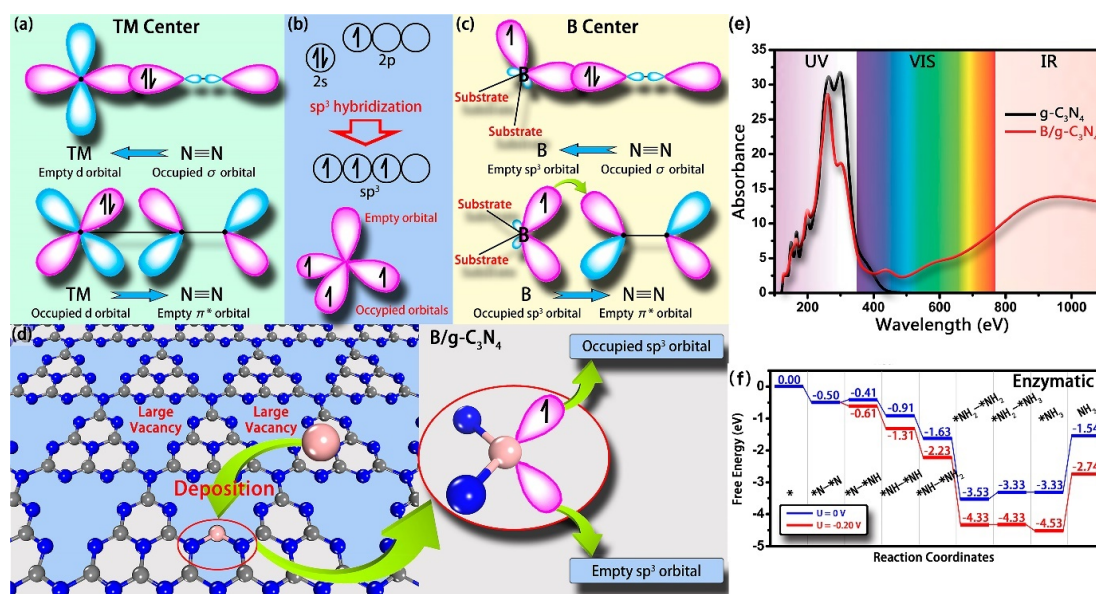 (a)
TM Center
TM
N≡N
Empty d orbital
Occupied σ orbital
TM
N≡N
Occupied d orbital
Empty π* orbital
(b)
2s
2p
sp³ hybridization
sp³
Empty orbital
Occypied orbitals
(c)
B Center
B
Substrate
Substrate
B
N≡N
Empty sp³ orbital
Occupied σ orbital
Substrate
B
Substrate
B
N≡N
Occupied sp³ orbital
Empty π* orbital
(d)
Large
Vacancy
Large
Vacancy
Deposition
B/g-C₃N₄
Occupied sp³ orbital
Empty sp³ orbital
(e)
35
30
25
20
15
10
5
0
Absorbance
UV
VIS
IR
g-C₃N₄
B/g-C₃N₄
200
400
600
800
1000
Wavelength (eV)
(f)
Enzymatic
Free Energy (eV)
0
-1
-2
-3
-4
-5
0.00
-0.50
-0.41
-0.61
-0.91
-1.31
-1.63
-2.23
-3.53
-4.33
-3.33
-4.33
-3.33
-4.53
-1.54
-2.74
*
*N–*N
*N–*NH
*NH–*NH
*NH–*NH₂
*NH₂–*NH₂
*NH₂–*NH₃
*NH₃
NH₃
U = 0 V
U = -0.20 V
Reaction Coordinates